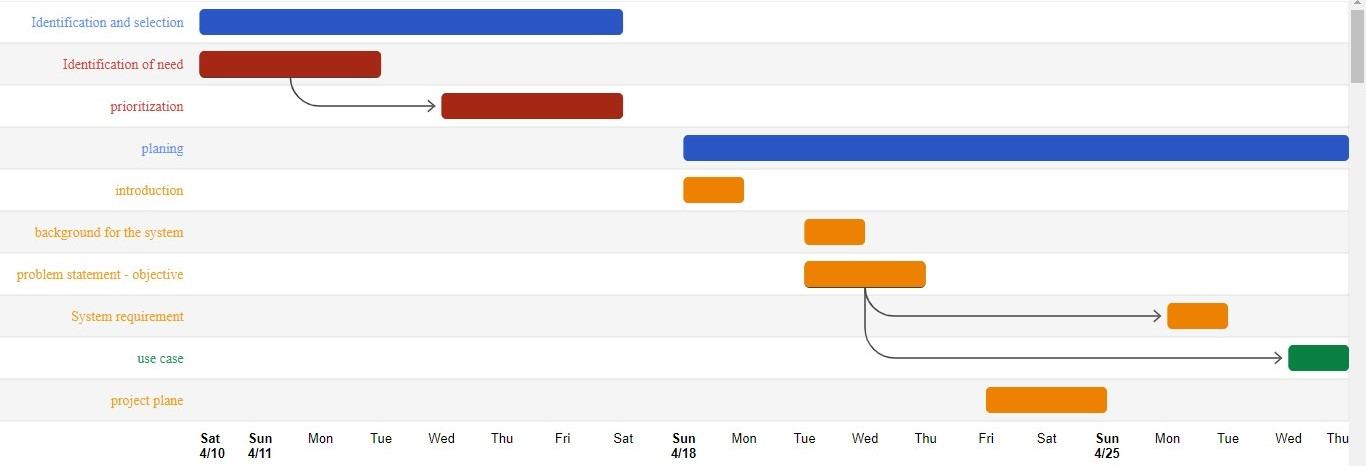 Identification and selection
Identification of need
prioritization
planing
introduction
background for the system
problem statement - objective
System requirement
use case
project plane
Sat Sun Mon Tue Wed Thu Fri Sat Sun Mon Tue Wed Thu Fri Sat Sun Mon Tue Wed Thu
4/10 4/11 4/18 4/25